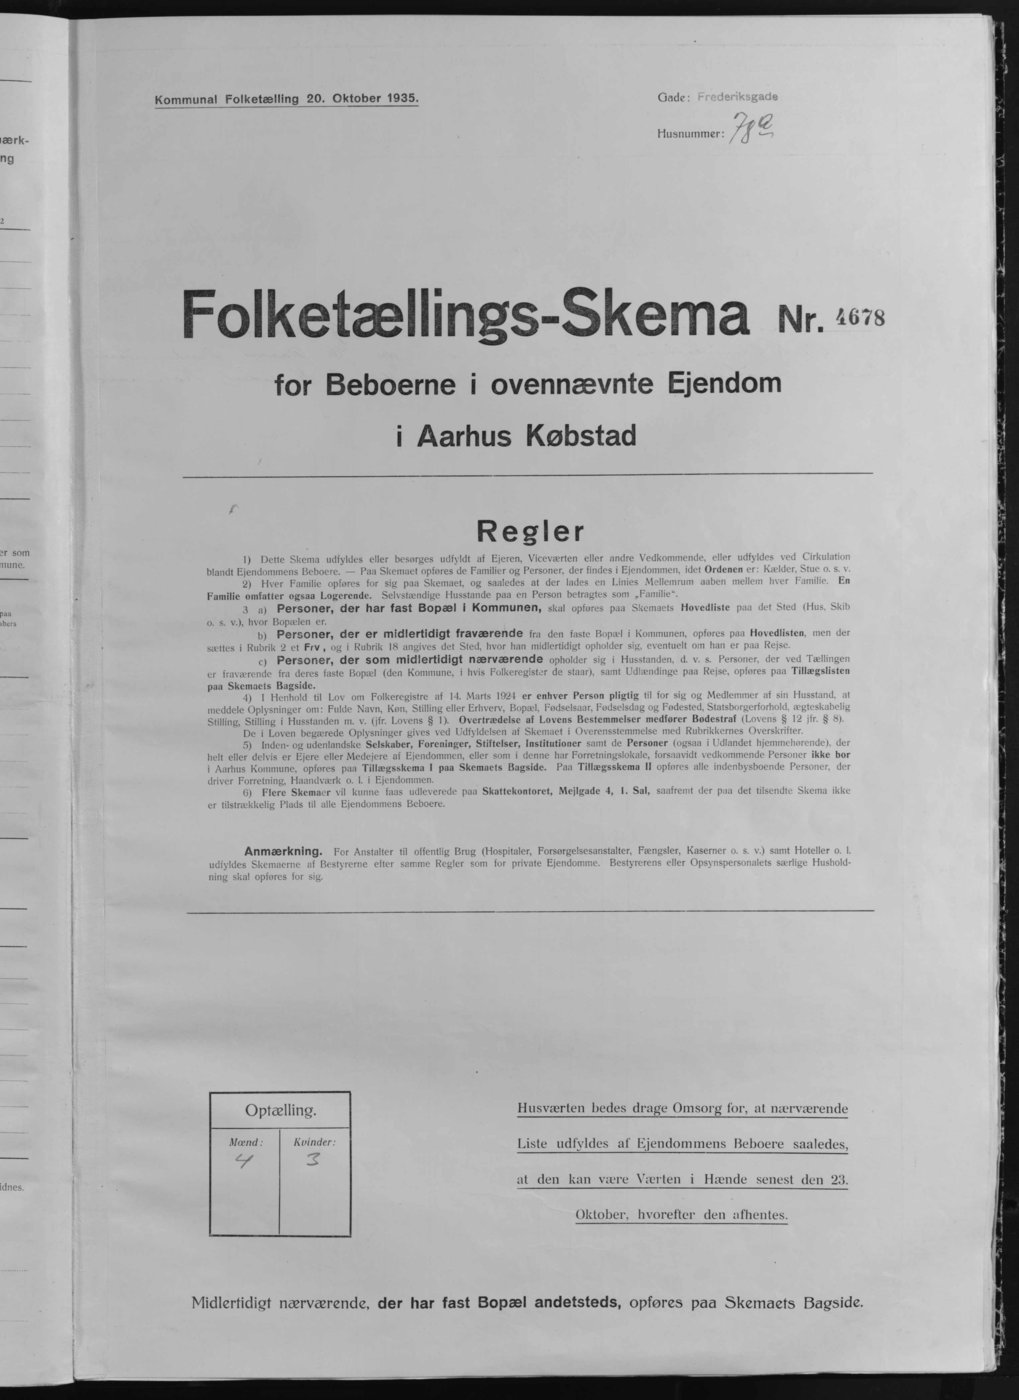 Kommunal Folketælling 20. Oktober 1935.
Gade: Frederiksgade
Husnummer: 78a
Folketællings-Skema Nr. 4678
for Beboerne i ovennævnte Ejendom
i Aarhus Købstad
Regler
1) Dette Skema udfyldes eller besørges udfyldt af Ejeren, Viceværten eller andre Vedkommende, eller udfyldes ved Cirkulation
blandt Ejendommens Beboere. — Paa Skemaet opføres de Familier og Personer, der findes i Ejendommen, idet Ordenen er: Kælder, Stue o. s. v.
2) Hver Familie opføres for sig paa Skemaet, og saaledes at der lades en Linies Mellemrum aaben mellem hver Familie. En
Familie omfatter ogsaa Logerende. Selvstændige Husstande paa en Person betragtes som „Familie“.
3 a) Personer, der har fast Bopæl i Kommunen, skal opføres paa Skemaets Hovedliste paa det Sted (Hus, Skib
o. s. v.), hvor Bopælen er.
b) Personer, der er midlertidigt fraværende fra den faste Bopæl i Kommunen, opføres paa Hovedlisten, men der
sættes i Rubrik 2 et Frv, og i Rubrik 18 angives det Sted, hvor han midlertidigt opholder sig, eventuelt om han er paa Rejse.
c) Personer, der som midlertidigt nærværende opholder sig i Husstanden, d. v. s. Personer, der ved Tællingen
er fraværende fra deres faste Bopæl (den Kommune, i hvis Folkeregister de staar), samt Udlændinge paa Rejse, opføres paa Tillægslisten
paa Skemaets Bagside.
4) I Henhold til Lov om Folkeregistre af 14. Marts 1924 er enhver Person pligtig til for sig og Medlemmer af sin Husstand, at
meddele Oplysninger om: Fulde Navn, Køn, Stilling eller Erhverv, Bopæl, Fødselsaar, Fødselsdag og Fødested, Statsborgerforhold, ægteskabelig
Stilling, Stilling i Husstanden m. v. (jfr. Lovens § 1). Overtrædelse af Lovens Bestemmelser medfører Bødestraf (Lovens § 12 jfr. § 8).
De i Loven begærede Oplysninger gives ved Udfyldelsen af Skemaet i Overensstemmelse med Rubrikkernes Overskrifter.
5) Inden- og udenlandske Selskaber, Foreninger, Stiftelser, Institutioner samt de Personer (ogsaa i Udlandet hjemmehørende), der
helt eller delvis er Ejere eller Medejere af Ejendommen, eller som i denne har Forretningslokale, forsaavidt vedkommende Personer ikke bor
i Aarhus Kommune, opføres paa Tillægsskema I paa Skemaets Bagside. Paa Tillægsskema II opføres alle indenbysboende Personer, der
driver Forretning, Haandværk o. l. i Ejendommen.
6) Flere Skemaer vil kunne faas udleverede paa Skattekontoret, Mejlgade 4, 1. Sal, saafremt der paa det tilsendte Skema ikke
er tilstrækkelig Plads til alle Ejendommens Beboere.
Anmærkning. For Anstalter til offentlig Brug (Hospitaler, Forsørgelsesanstalter, Fængsler, Kaserner o. s. v.) samt Hoteller o. l.
udfyldes Skemaerne af Bestyrerne efter samme Regler som for private Ejendomme. Bestyrerens eller Opsynspersonalets særlige Hushold-
ning skal opføres for sig.
Optælling.
Mænd: Kvinder:
4 3
Husværten bedes drage Omsorg for, at nærværende
Liste udfyldes af Ejendommens Beboere saaledes,
at den kan være Værten i Hænde senest den 23.
Oktober, hvorefter den afhentes.
Midlertidigt nærværende, der har fast Bopæl andetsteds, opføres paa Skemaets Bagside.